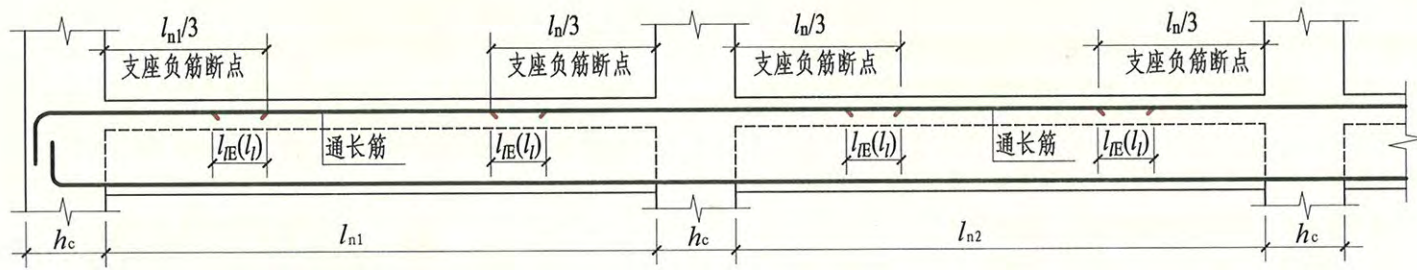 ln1/3 ln/3 ln/3 ln/3
支座负筋断点 支座负筋断点 支座负筋断点 支座负筋断点
llE(ll) 通长筋 llE(ll) llE(ll) 通长筋 llE(ll)
hc ln1 hc ln2 hc